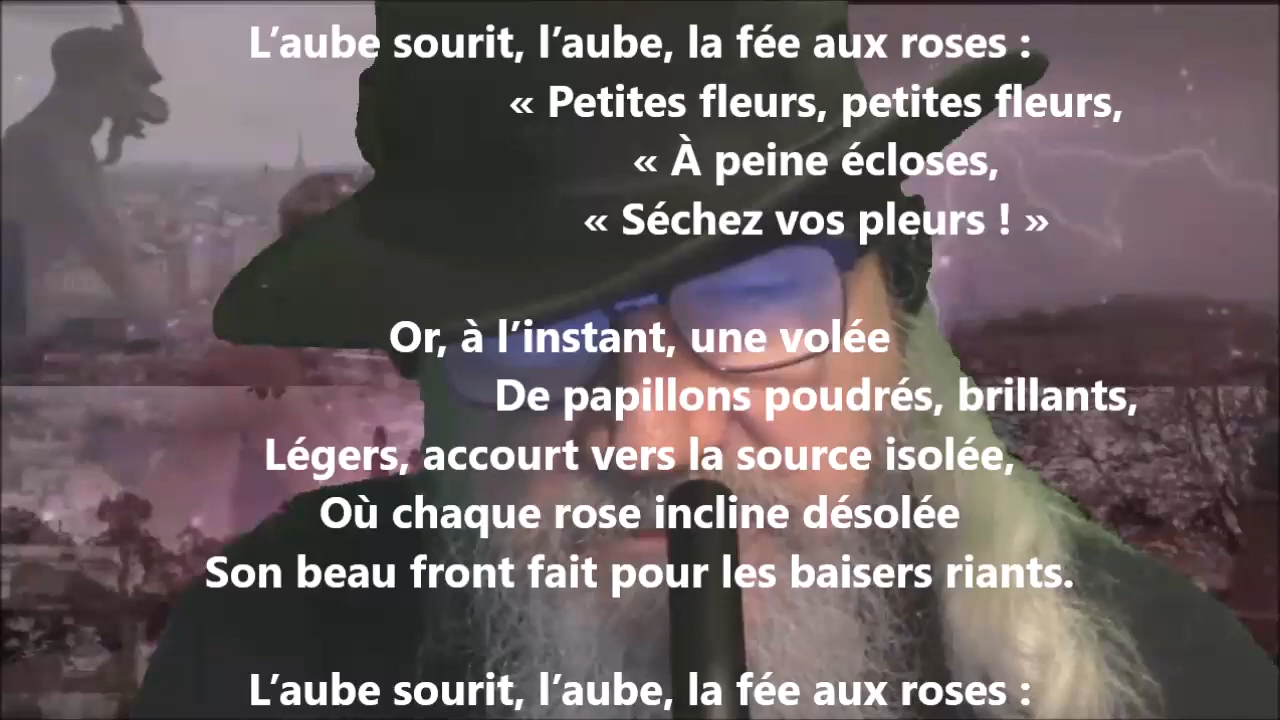 L’aube sourit, l’aube, la fée aux roses :
« Petites fleurs, petites fleurs,
« À peine écloses,
« Séchez vos pleurs ! »
Or, à l’instant, une volée
De papillons poudrés, brillants,
Légers, accourt vers la source isolée,
Où chaque rose incline désolée
Son beau front fait pour les baisers riants.
L’aube sourit, l’aube, la fée aux roses :